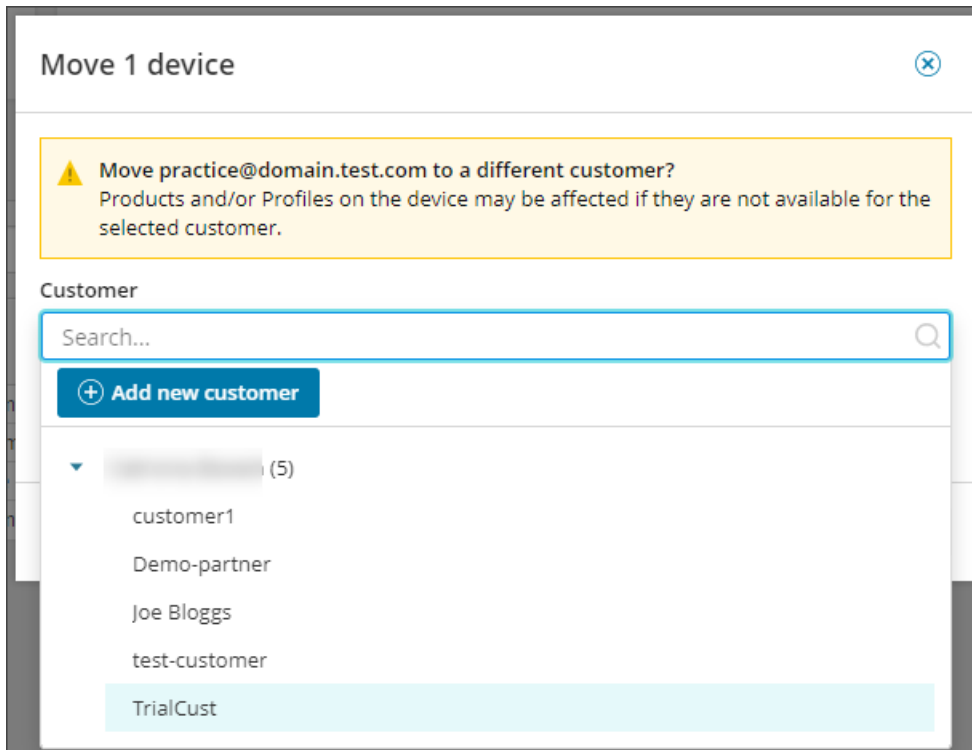 Move 1 device
Move practice@domain.test.com to a different customer?
Products and/or Profiles on the device may be affected if they are not available for the
selected customer.
Customer
Search...
Add new customer
(5)
customer1
Demo-partner
Joe Bloggs
test-customer
TrialCust